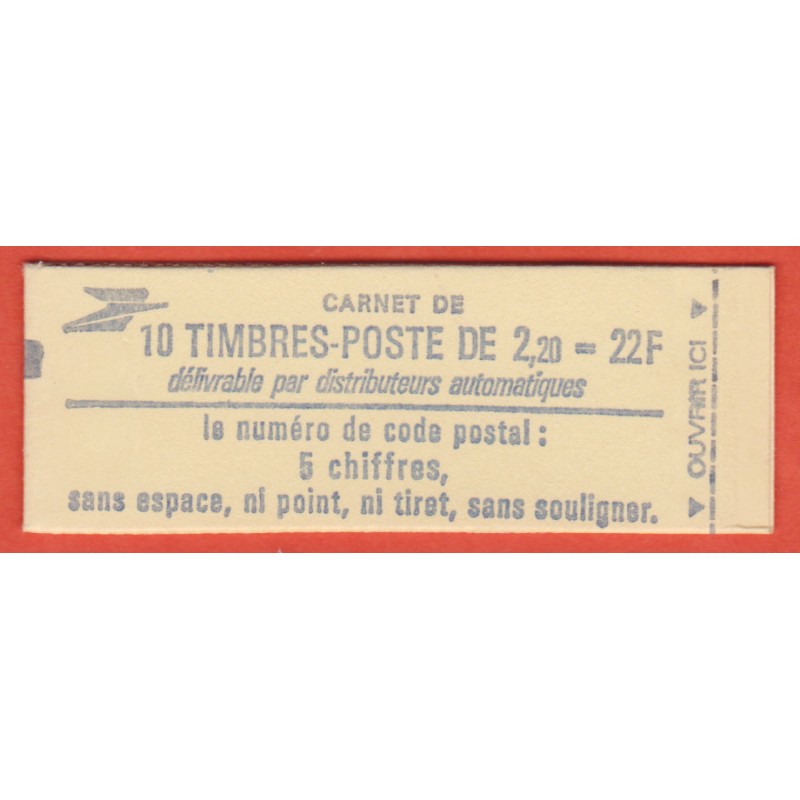 CARNET DE
10 TIMBRES-POSTE DE 2,20 = 22F
délivrable par distributeurs automatiques
le numéro de code postal :
5 chiffres,
sans espace, ni point, ni tiret, sans souligner.
OUVRIR ICI